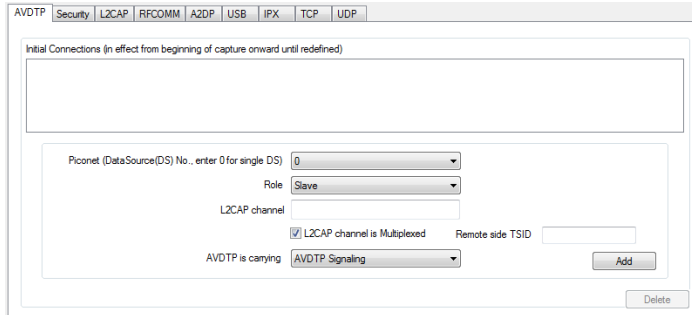 AVDTP Security L2CAP RFCOMM A2DP USB IPX TCP UDP
Initial Connections (in effect from beginning of capture onward until redefined)
Piconet (DataSource(DS) No., enter 0 for single DS) 0
Role Slave
L2CAP channel
L2CAP channel is Multiplexed Remote side TSID
AVDTP is carrying AVDTP Signaling Add
Delete